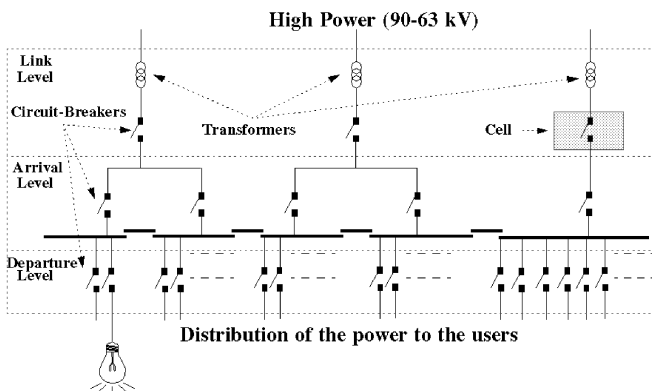 High Power (90-63 kV)
Link
Level
Circuit-Breakers
Transformers
Cell
Arrival
Level
Departure
Level
Distribution of the power to the users